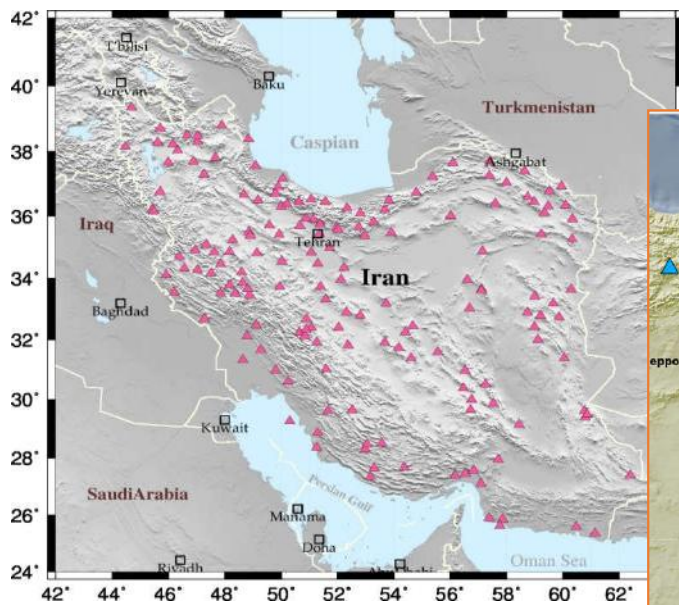 42
T'bilisi
40
Yerevan
Baku
Turkmenistan
Caspian
38
Ashgabat
36
Tehran
Iraq
34
Iran
Baghdad
32
30
Kuwait
28
SaudiArabia
Persian Gulf
26
Manama
Doha
Oman Sea
Riyadh
24
42 44 46 48 50 52 54 56 58 60 62